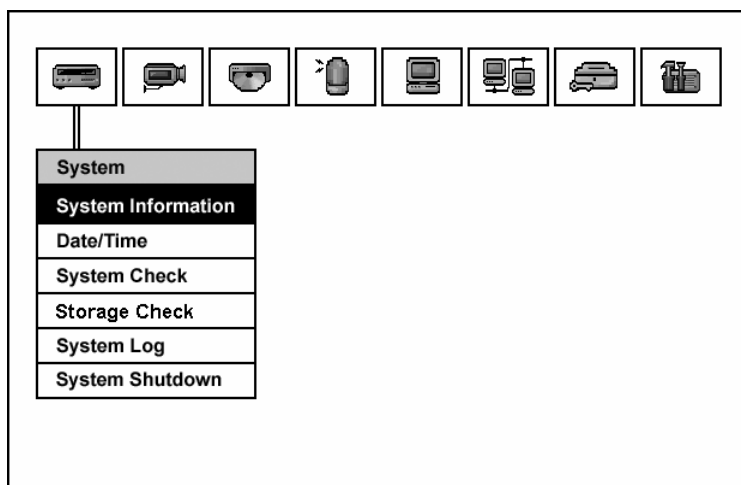 System
System Information
Date/Time
System Check
Storage Check
System Log
System Shutdown